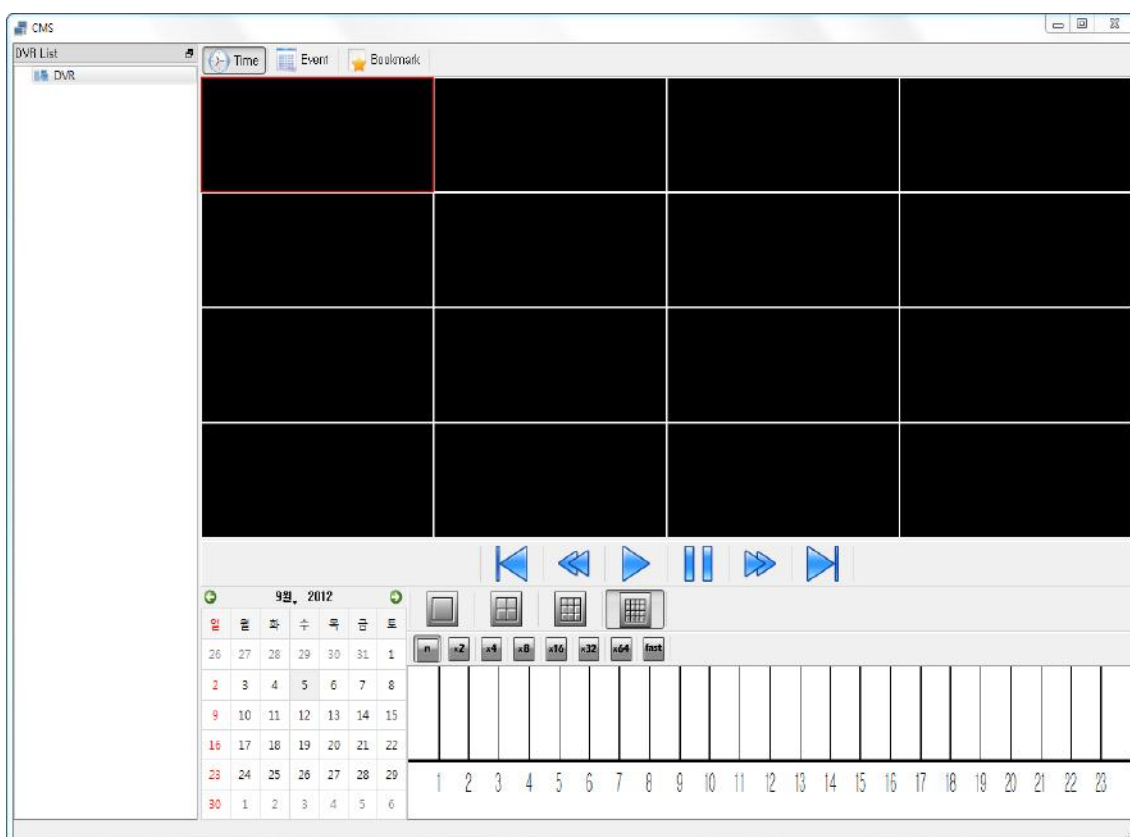 CMS
DVR List
DVR
Time Event Bookmark
9월, 2012
일 월 화 수 목 금 토
26 27 28 29 30 31 1
2 3 4 5 6 7 8
9 10 11 12 13 14 15
16 17 18 19 20 21 22
23 24 25 26 27 28 29
30 1 2 3 4 5 6
n x2 x4 x8 x16 x32 x64 fast
1 2 3 4 5 6 7 8 9 10 11 12 13 14 15 16 17 18 19 20 21 22 23